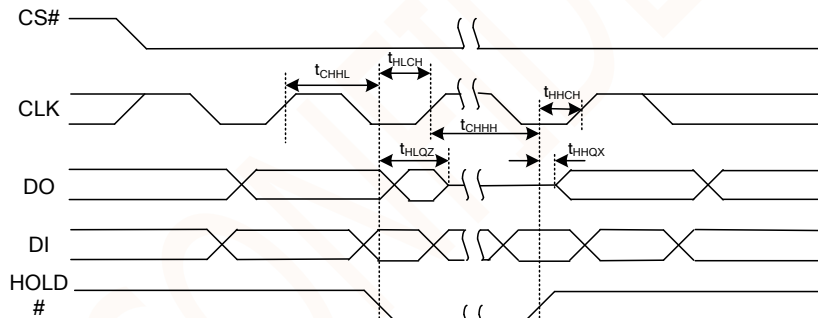 CS#
tCHHL
tHLCH
tHHCH
CLK
tCHHH
tHLQZ
tHHQX
DO
DI
HOLD
#